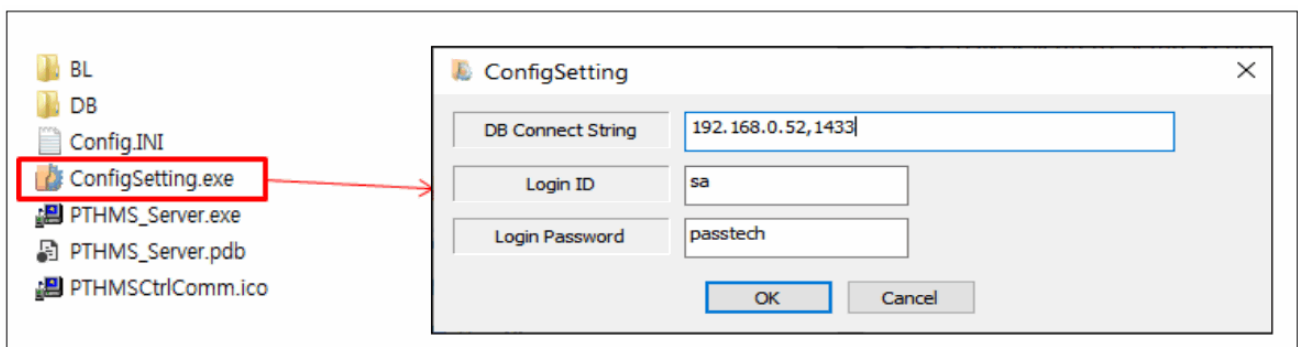 BL
DB
Config.INI
ConfigSetting.exe
PTHMS_Server.exe
PTHMS_Server.pdb
PTHMSCtrlComm.ico
ConfigSetting
DB Connect String
192.168.0.52,1433
Login ID
sa
Login Password
passtech
OK
Cancel